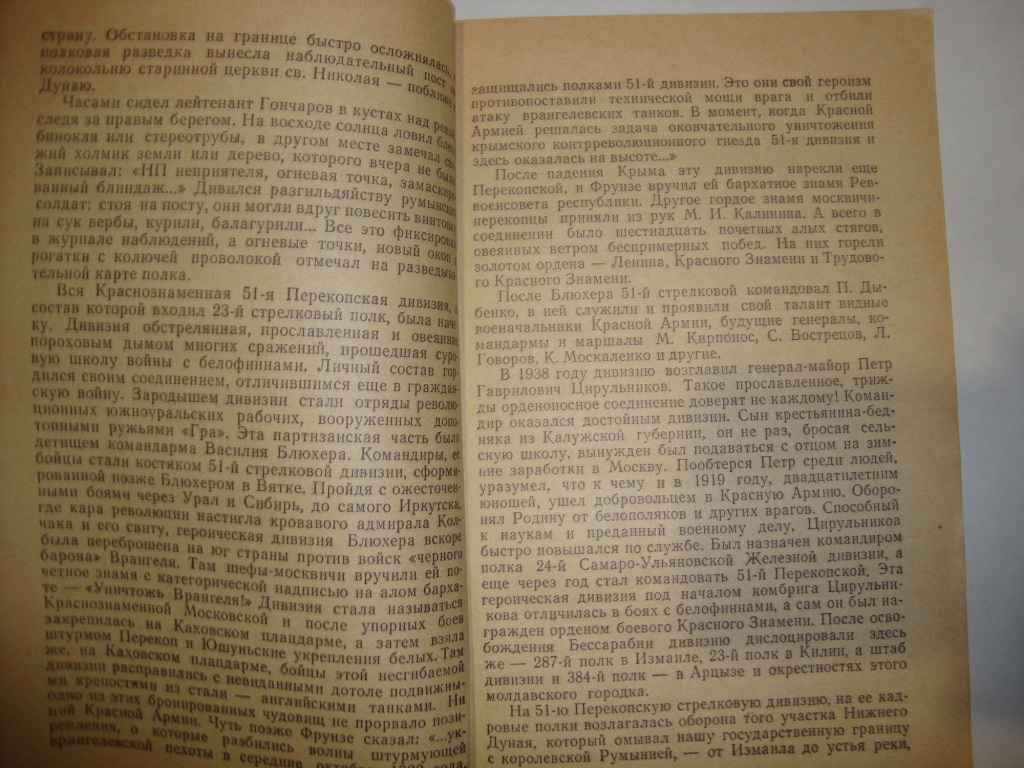 страну. Обстановка на границе быстро осложнялась,
полковая разведка вынесла наблюдательный пост
колокольню старинной церкви св. Николая — поближе
Дунаю.
Часами сидел лейтенант Гончаров в кустах над
следя за правым берегом. На восходе солнца ловил
бинокля или стереотрубы, в другом месте замечал
жий холмик земли или дерево, которого вчера не
Записывал: «НП неприятеля, огневая точка, замаскиро-
ванный блиндаж...» Дивился разгильдяйству румынских
солдат: стоя на посту, они могли вдруг повесить винтовку
на сук вербы, курили, балагурили... Все это фиксировал
в журнале наблюдений, а огневые точки, новый окоп
рогатки с колючей проволокой отмечал на разведыва-
тельной карте полка.
Вся Краснознаменная 51-я Перекопская дивизия, в
состав которой входил 23-й стрелковый полк, была наче-
ку. Дивизия обстрелянная, прославленная и овеянная
пороховым дымом многих сражений, прошедшая суро-
вую школу войны с белофиннами. Личный состав гор-
дился своим соединением, отличившимся еще в граждан-
скую войну. Зародышем дивизии стали отряды револю-
ционных южноуральских рабочих, вооруженных допо-
топными ружьями «Гра». Эта партизанская часть была
детищем командарма Василия Блюхера. Командиры, ее
бойцы стали костяком 51-й стрелковой дивизии, сформи-
рованной позже Блюхером в Вятке. Пройдя с ожесточен-
ными боями через Урал и Сибирь, до самого Иркутска,
где кара революции настигла кровавого адмирала Кол-
чака и его свиту, героическая дивизия Блюхера вскоре
была переброшена на юг страны против войск «черного
барона» Врангеля. Там шефы-москвичи вручили ей по-
четное знамя с категорической надписью на алом барха-
те — «Уничтожь Врангеля!» Дивизия стала называться
Краснознаменной Московской и после упорных боев
закрепилась на Каховском плацдарме, а затем взяла
штурмом Перекоп и Юшуньские укрепления белых. Там
же, на Каховском плацдарме, бойцы этой несгибаемой
дивизии расправились с невиданными дотоле подвижны-
ми крепостями из стали — английскими танками. Ни
одно из этих бронированных чудовищ не прорвало пози-
ций Красной Армии. Чуть позже Фрунзе сказал: «...ук-
репления, о которые разбились волны штурмующей
врангелевской пехоты в середине октября 1920 года,
защищались полками 51-й дивизии. Это они свой героизм
противопоставили технической мощи врага и отбили
атаку врангелевских танков. В момент, когда Красной
Армией решалась задача окончательного уничтожения
крымского контрреволюционного гнезда 51-я дивизия и
здесь оказалась на высоте...»
После падения Крыма эту дивизию нарекли еще
Перекопской, и Фрунзе вручил ей бархатное знамя Рев-
военсовета республики. Другое гордое знамя москвичи-
перекопцы приняли из рук М. И. Калинина. А всего в
соединении было шестнадцать почетных алых стягов,
овеянных ветром беспримерных побед. На них горели
золотом ордена — Ленина, Красного Знамени и Трудово-
го Красного Знамени.
После Блюхера 51-й стрелковой командовал П. Ды-
бенко, в ней служили и проявили свой талант видные
военачальники Красной Армии, будущие генералы, ко-
мандармы и маршалы М. Кирпонос, С. Вострецов, Л.
Говоров, К. Москаленко и другие.
В 1938 году дивизию возглавил генерал-майор Петр
Гаврилович Цирульников. Такое прославленное, триж-
ды орденоносное соединение доверят не каждому! Коман-
дир оказался достойным дивизии. Сын крестьянина-бед-
няка из Калужской губернии, он не раз, бросая сель-
скую школу, вынужден был подаваться с отцом на зим-
ние заработки в Москву. Пообтерся Петр среди людей,
уразумел, что к чему и в 1919 году, двадцатилетним
юношей, ушел добровольцем в Красную Армию. Оборо-
нял Родину от белополяков и других врагов. Способный
к наукам и преданный военному делу, Цирульников
быстро повышался по службе. Был назначен командиром
полка 24-й Самаро-Ульяновской Железной дивизии, а
еще через год стал командовать 51-й Перекопской. Эта
героическая дивизия под началом комбрига Цирульни-
кова отличилась в боях с белофиннами, а сам он был на-
гражден орденом боевого Красного Знамени. После осво-
бождения Бессарабии дивизию дислоцировали здесь
же — 287-й полк в Измаиле, 23-й полк в Килии, а штаб
дивизии и 384-й полк — в Арцызе и окрестностях этого
молдавского городка.
На 51-ю Перекопскую стрелковую дивизию, на ее кад-
ровые полки возлагалась оборона того участка Нижнего
Дуная, который омывал нашу государственную границу
с королевской Румынией, — от Измаила до устья реки,